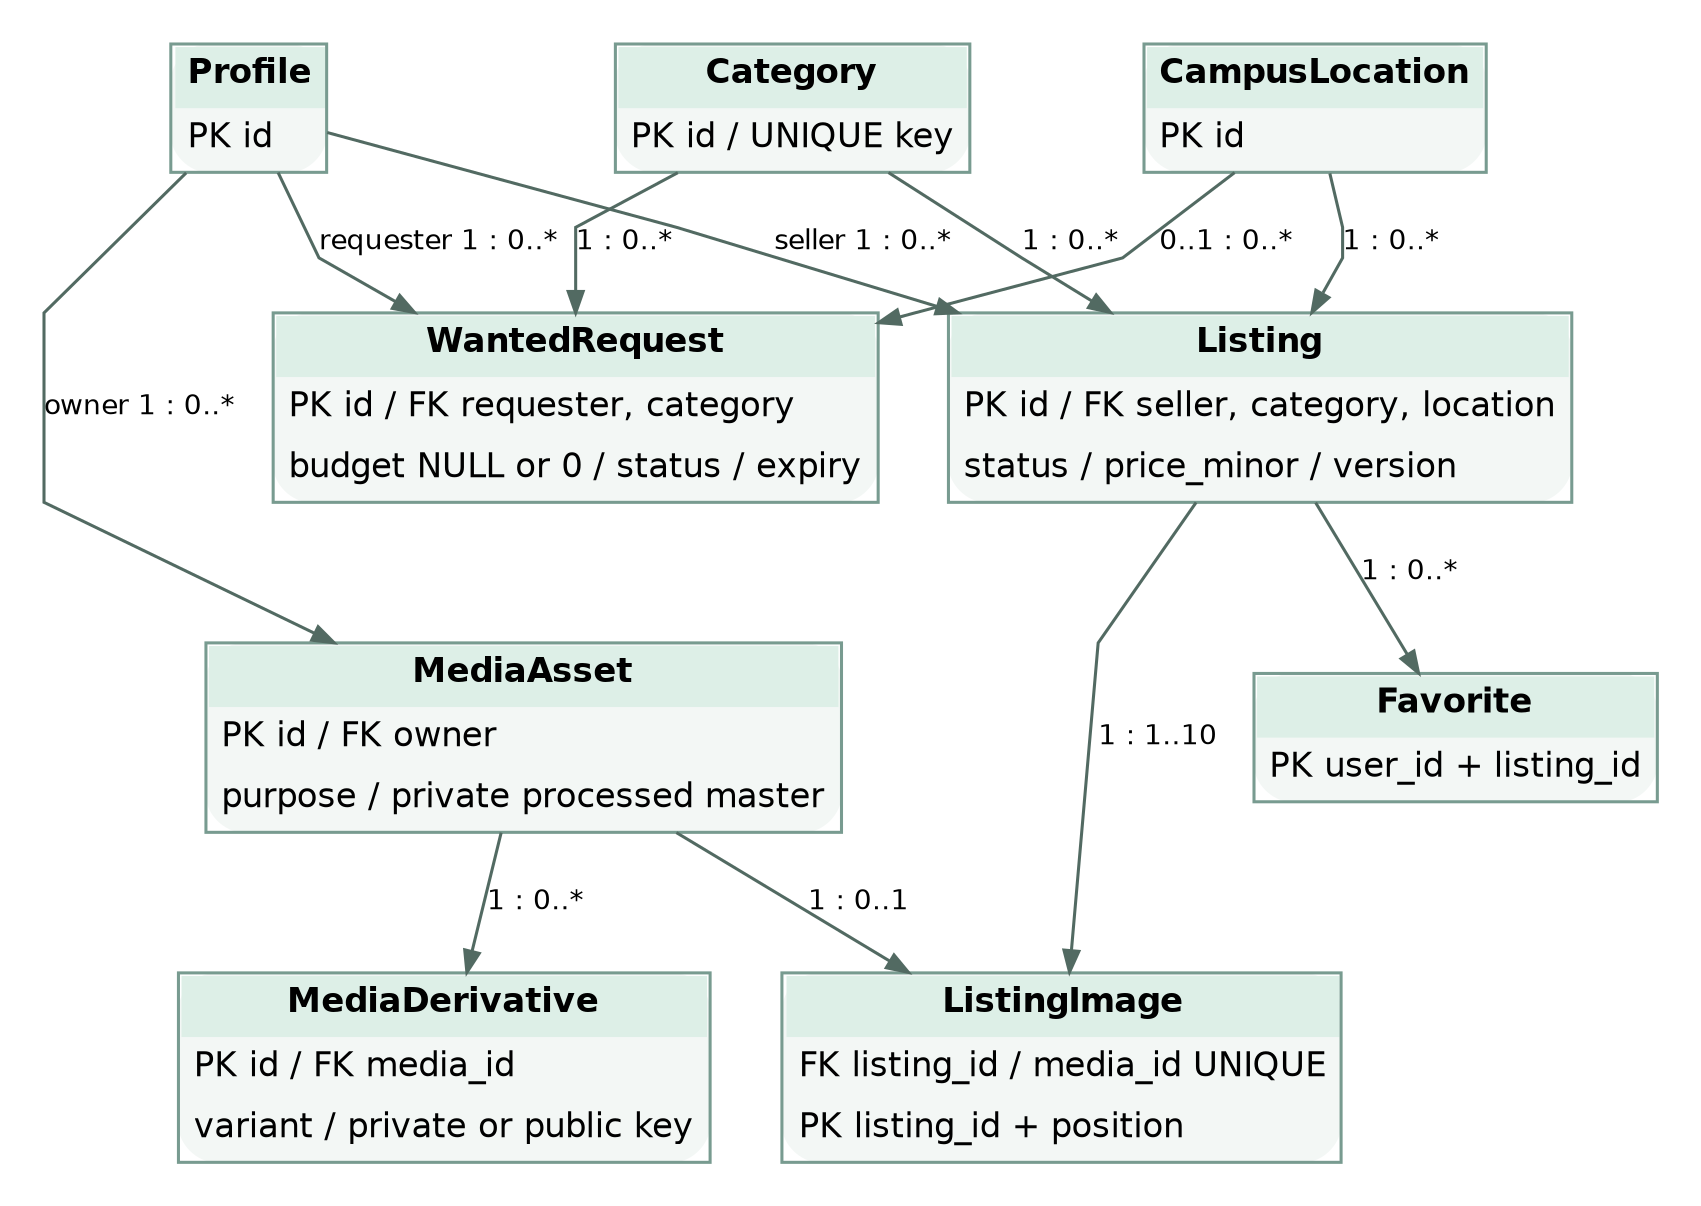 Profile
PK id
Category
PK id / UNIQUE key
CampusLocation
PK id
requester 1 : 0..*
1 : 0..*
seller 1 : 0..*
1 : 0..*
0..1 : 0..*
1 : 0..*
WantedRequest
PK id / FK requester, category
budget NULL or 0 / status / expiry
Listing
PK id / FK seller, category, location
status / price_minor / version
owner 1 : 0..*
1 : 0..*
MediaAsset
PK id / FK owner
purpose / private processed master
1 : 1..10
Favorite
PK user_id + listing_id
1 : 0..*
1 : 0..1
MediaDerivative
PK id / FK media_id
variant / private or public key
ListingImage
FK listing_id / media_id UNIQUE
PK listing_id + position